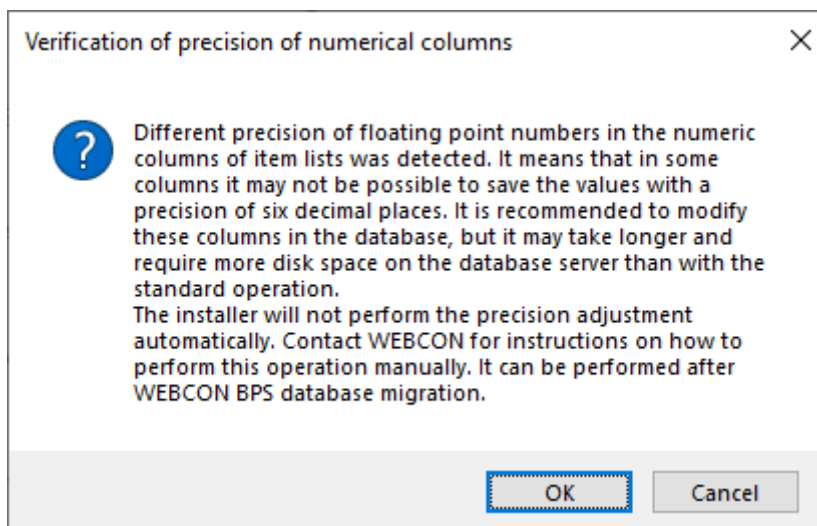 Verification of precision of numerical columns
Different precision of floating point numbers in the numeric
columns of item lists was detected. It means that in some
columns it may not be possible to save the values with a
precision of six decimal places. It is recommended to modify
these columns in the database, but it may take longer and
require more disk space on the database server than with the
standard operation.
The installer will not perform the precision adjustment
automatically. Contact WEBCON for instructions on how to
perform this operation manually. It can be performed after
WEBCON BPS database migration.
OK
Cancel